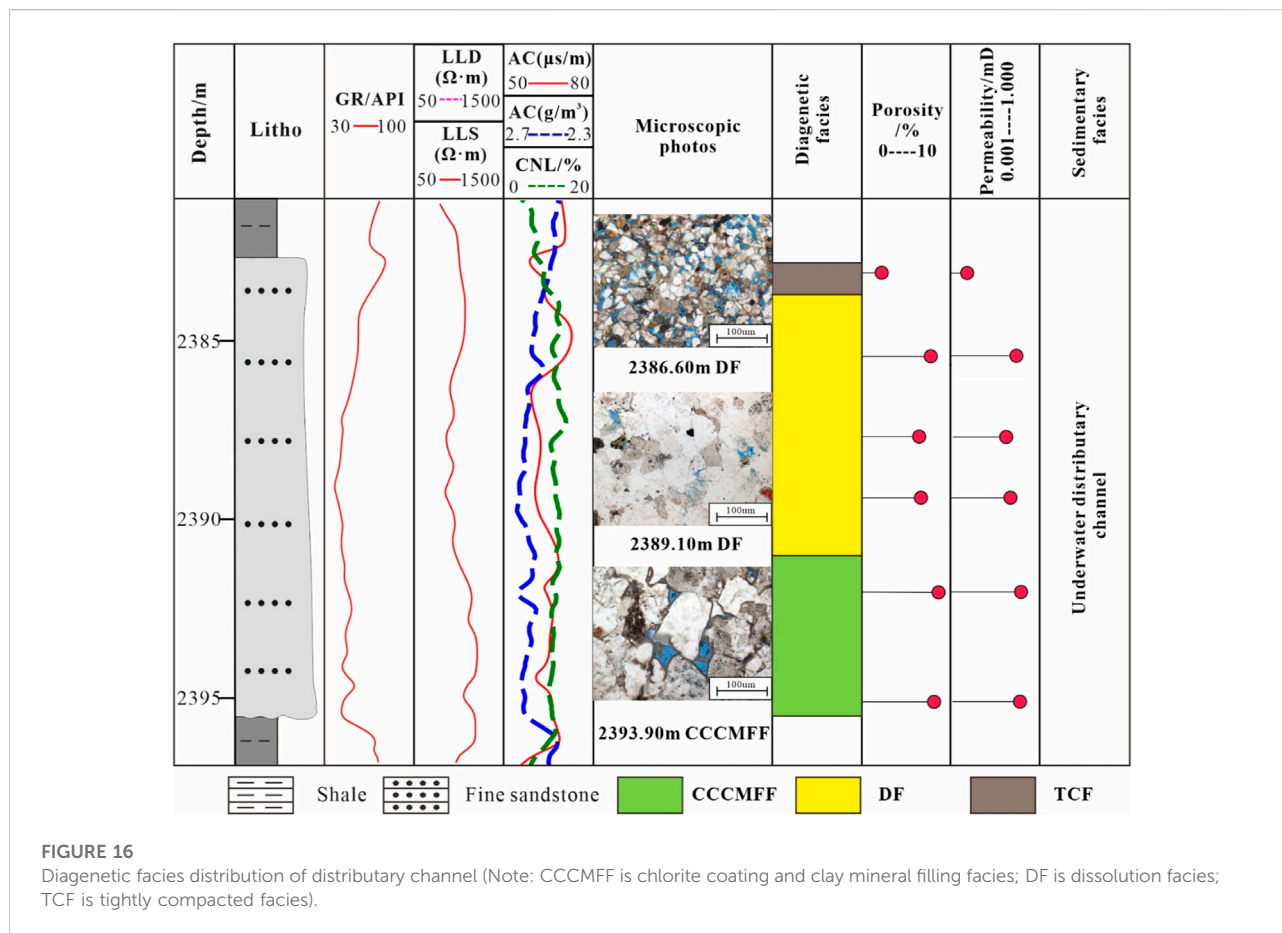 Depth/m
Litho
GR/API
30 100
LLD
(Ω·m)
50 1500
LLS
(Ω·m)
50 1500
AC(μs/m)
50 80
AC(g/m³)
2.7 2.3
CNL/%
0 20
Microscopic
photos
Diagenetic
facies
Porosity
/%
0----10
Permeability/mD
0.001----1.000
Sedimentary
facies
2385
2390
2395
100um
2386.60m DF
100um
2389.10m DF
100um
2393.90m CCCMFF
Underwater distributary
channel
Shale
Fine sandstone
CCCMFF
DF
TCF
FIGURE 16
Diagenetic facies distribution of distributary channel (Note: CCCMFF is chlorite coating and clay mineral filling facies; DF is dissolution facies;
TCF is tightly compacted facies).